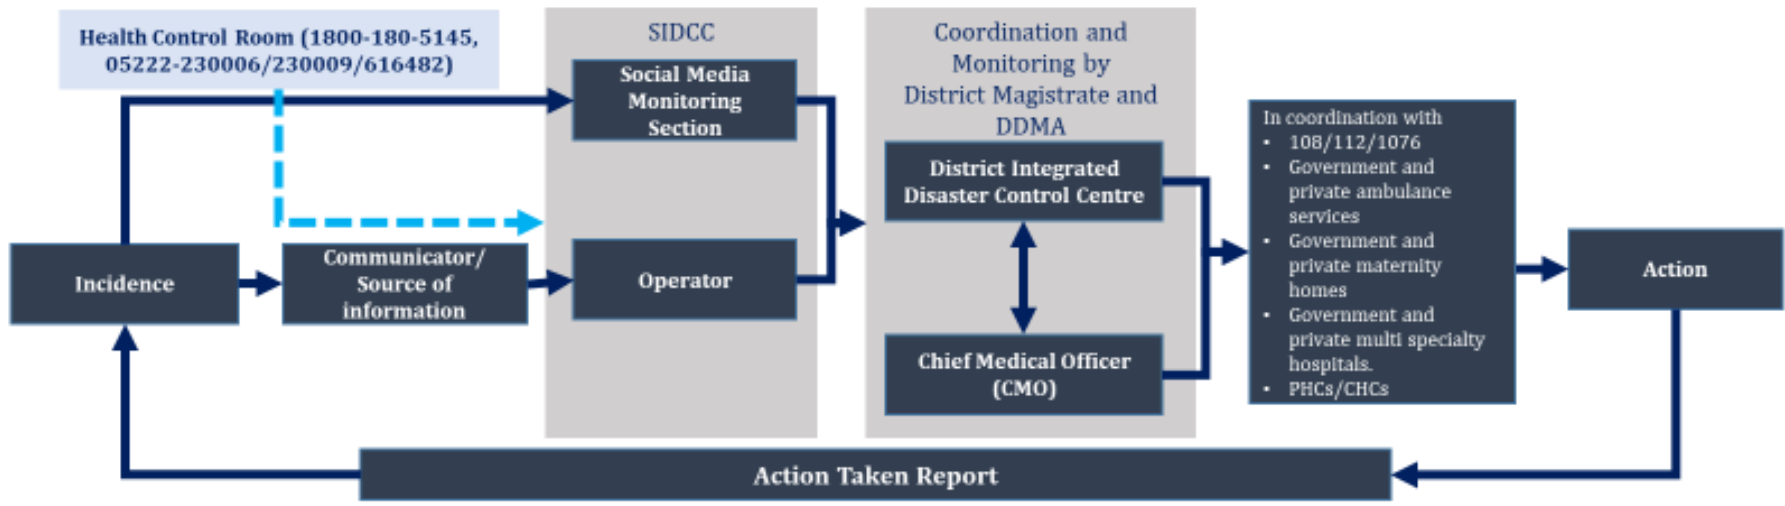 Health Control Room (1800-180-5145,
05222-230006/230009/616482)
SIDCC
Social Media
Monitoring
Section
Coordination and
Monitoring by
District Magistrate and
DDMA
District Integrated
Disaster Control Centre
In coordination with
• 108/112/1076
• Government and
private ambulance
services
• Government and
private maternity
homes
• Government and
private multi specialty
hospitals.
• PHCs/CHCs
Incidence
Communicator/
Source of
information
Operator
Chief Medical Officer
(CMO)
Action
Action Taken Report